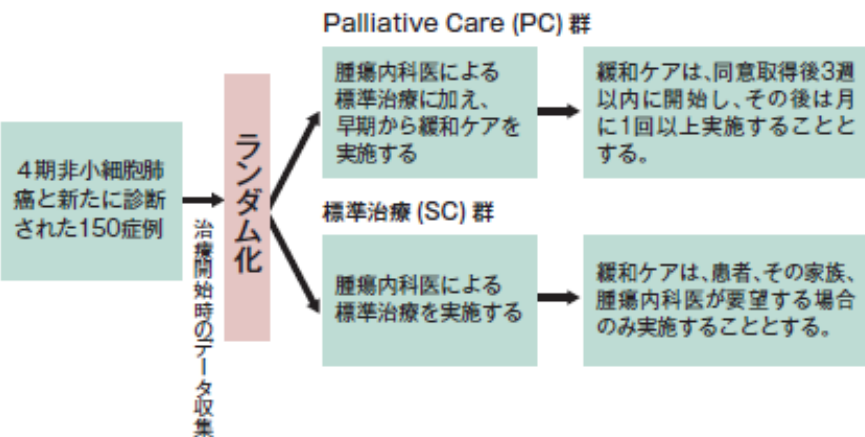 4期非小細胞肺
癌と新たに診断
された150症例
治療開始時のデータ収集
ランダム化
Palliative Care (PC) 群
腫瘍内科医による
標準治療に加え、
早期から緩和ケアを
実施する
緩和ケアは、同意取得後3週
以内に開始し、その後は月
に1回以上実施することと
する。
標準治療 (SC) 群
腫瘍内科医による
標準治療を実施する
緩和ケアは、患者、その家族、
腫瘍内科医が要望する場合
のみ実施することとする。